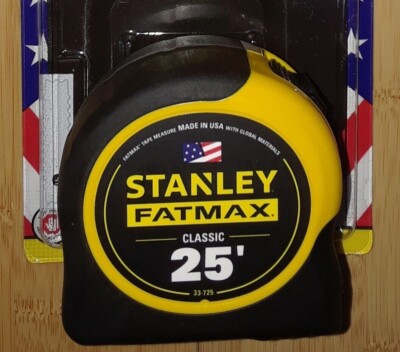 FATMAX® TAPE MEASURE MADE IN USA WITH GLOBAL MATERIALS
STANLEY
FATMAX.
CLASSIC
25'
33-725